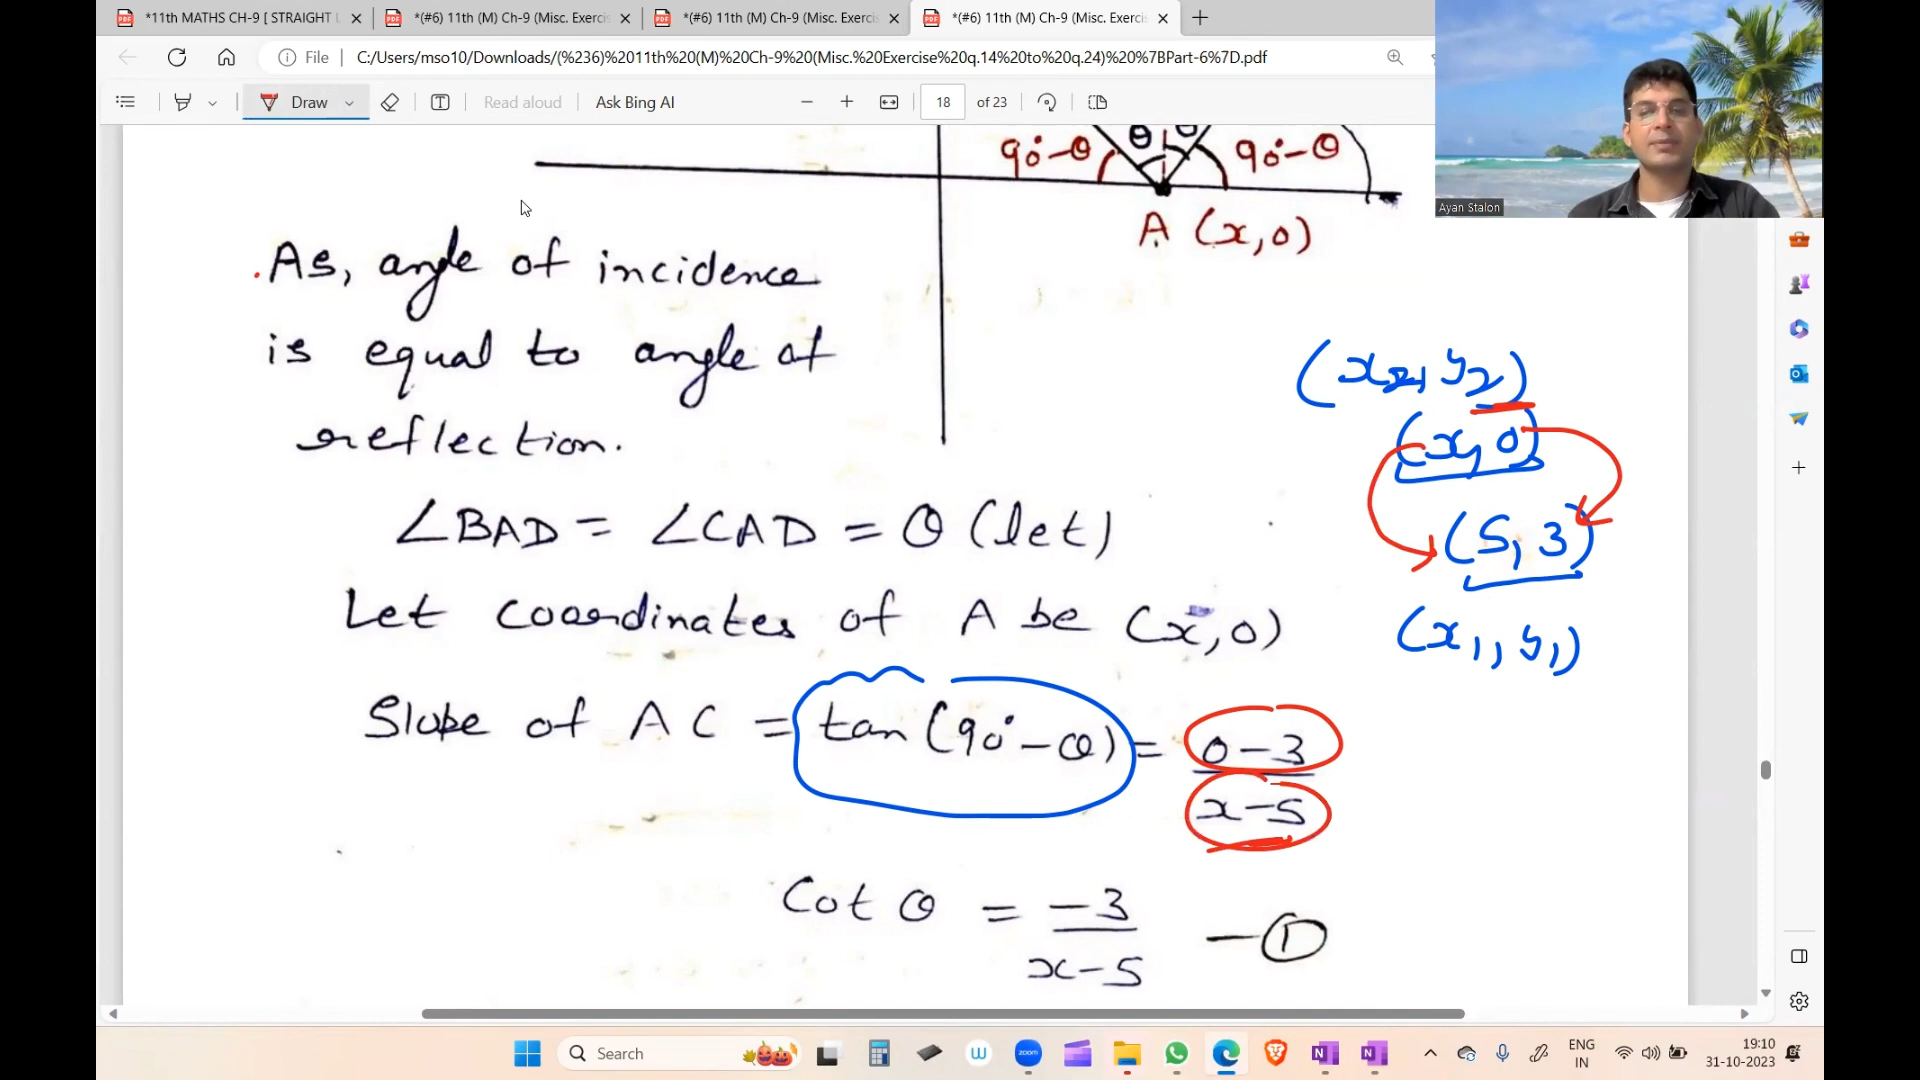 *11th MATHS CH-9 [ STRAIGHT L
*(#6) 11th (M) Ch-9 (Misc. Exercis
*(#6) 11th (M) Ch-9 (Misc. Exercis
*(#6) 11th (M) Ch-9 (Misc. Exercis
File
C:/Users/mso10/Downloads/(%236)%2011th%20(M)%20Ch-9%20(Misc.%20Exercise%20q.14%20to%20q.24)%20%7BPart-6%7D.pdf
Draw
Read aloud
Ask Bing AI
18 of 23
Ayan Stalon
90°-θ θ θ 90°-θ
A (x,0)
As, angle of incidence
is equal to angle of
reflection.
∠BAD = ∠CAD = θ (let)
Let coordinates of A be (x,0)
Slope of AC = tan(90°-θ) = 0-3
x-5
Cot θ = -3 -①
x-5
(x2, y2)
(x, 0)
(5, 3)
(x1, y1)
Search
ENG
IN
19:10
31-10-2023